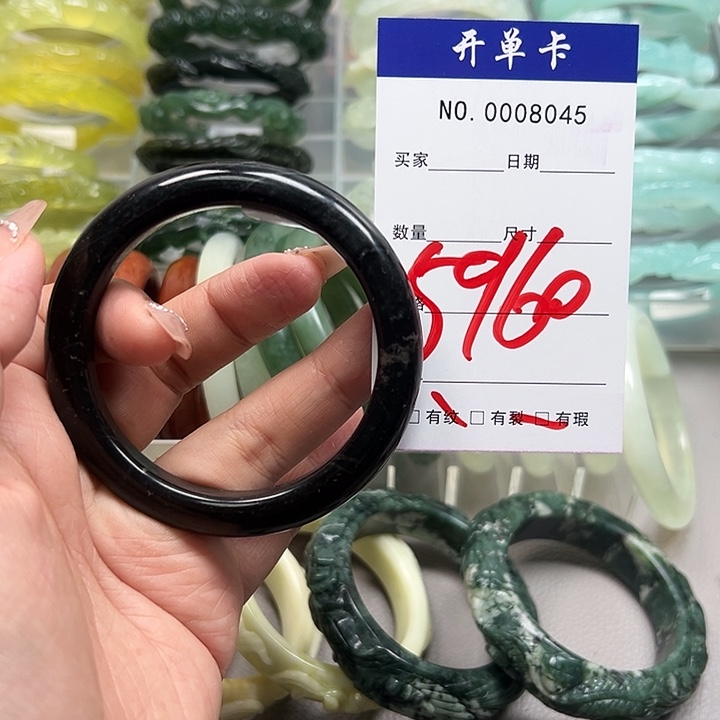 开单卡
NO. 0008045
买家 日期
数量 尺寸
5960
□有纹 □有裂 □有瑕